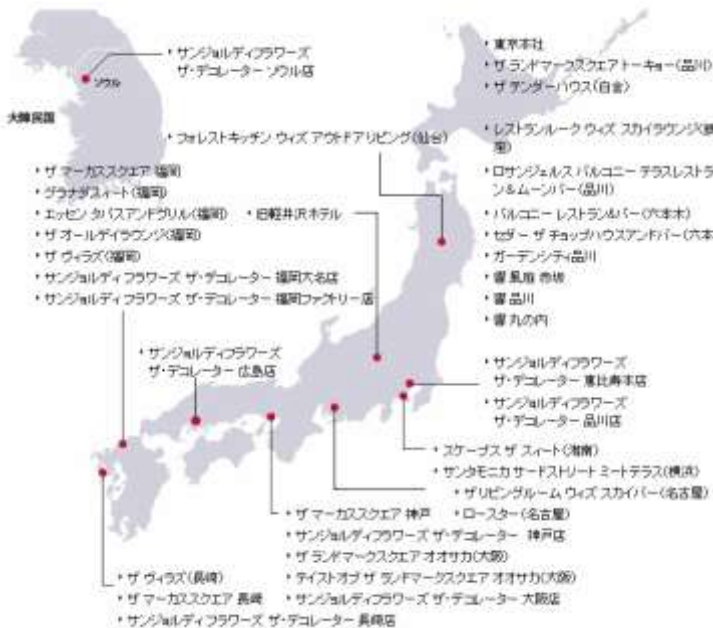 サンジョルディフラワーズ
ザ・デコレーター ソウル店
ソウル
大韓民国
東京本社
ザ ランドマークスクエア トーキョー(品川)
ザ テンダーハウス(白金)
レストランルーク ウィズ スカイラウンジ(
ロサンジェルス バルコニー テラスレストラ
ン&ムーンバー(品川)
バルコニー レストラン&バー(六本木)
セダー ザ チョップハウスアンドバー(六本
ガーデンシティ品川
響 風庭 赤坂
響 品川
響 丸の内
フォレストキッチン ウィズ アウトドアリビング(仙台)
ザ マーカススクエア 福岡
グラナダスィート(福岡)
エッセン タパスアンドグリル(福岡)
ザ オールデイラウンジ(福岡)
ザ ヴィラズ(福岡)
サンジョルディ フラワーズ ザ・デコレーター 福岡大名店
サンジョルディ フラワーズ ザ・デコレーター 福岡ファクトリー店
旧軽井沢ホテル
サンジョルディフラワーズ
ザ・デコレーター 広島店
サンジョルディフラワーズ
ザ・デコレーター 恵比寿本店
サンジョルディフラワーズ
ザ・デコレーター 品川店
スケープス ザ スィート(湘南)
サンタモニカ サードストリート ミートテラス(横浜)
ザリビングルーム ウィズ スカイバー(名古屋)
ロースター(名古屋)
ザ マーカススクエア 神戸
サンジョルディフラワーズ ザ・デコレーター 神戸店
ザ ランドマークスクエア オオサカ(大阪)
テイストオブ ザ ランドマークスクエア オオサカ(大阪)
サンジョルディフラワーズ ザ・デコレーター 大阪店
ザ ヴィラズ(長崎)
ザ マーカススクエア 長崎
サンジョルディ フラワーズ ザ・デコレーター 長崎店